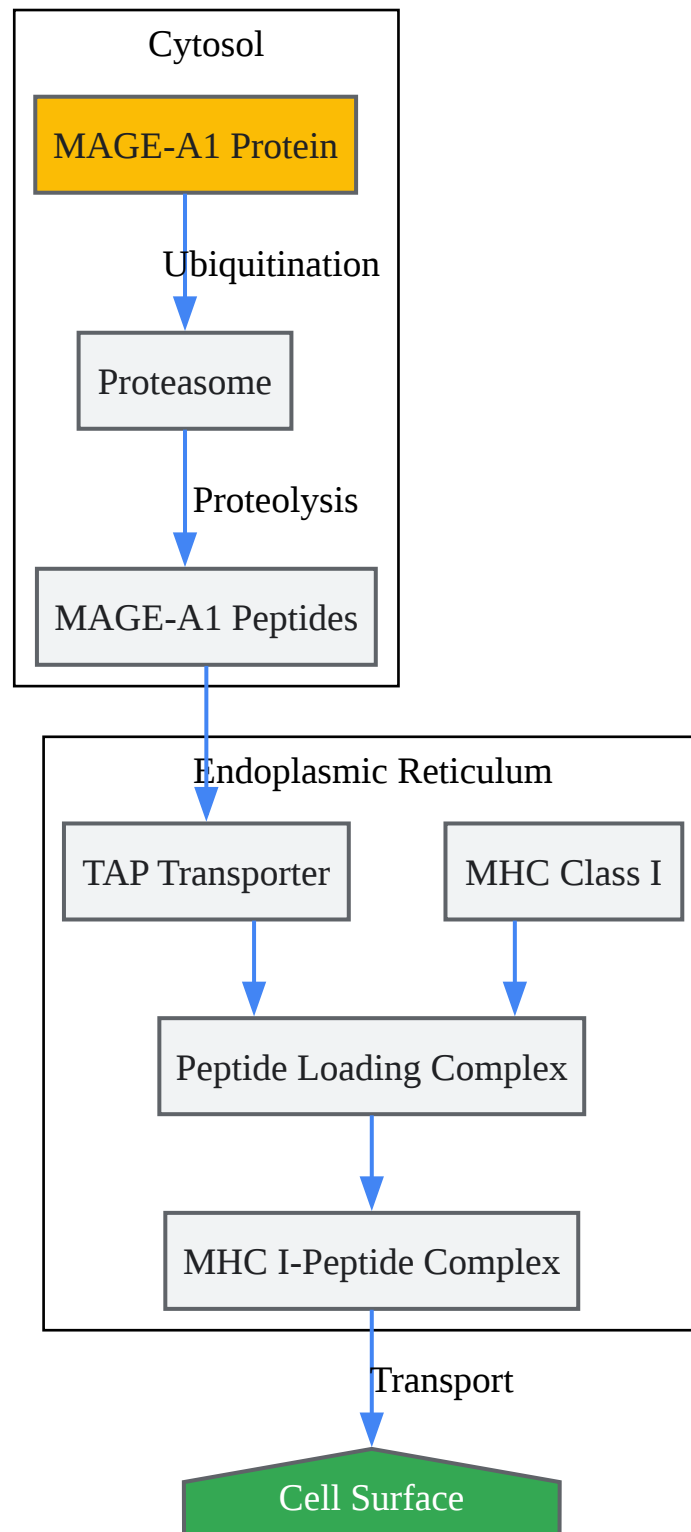 Cytosol
MAGE-A1 Protein
Ubiquitination
Proteasome
Proteolysis
MAGE-A1 Peptides
Endoplasmic Reticulum
TAP Transporter
MHC Class I
Peptide Loading Complex
MHC I-Peptide Complex
Transport
Cell Surface